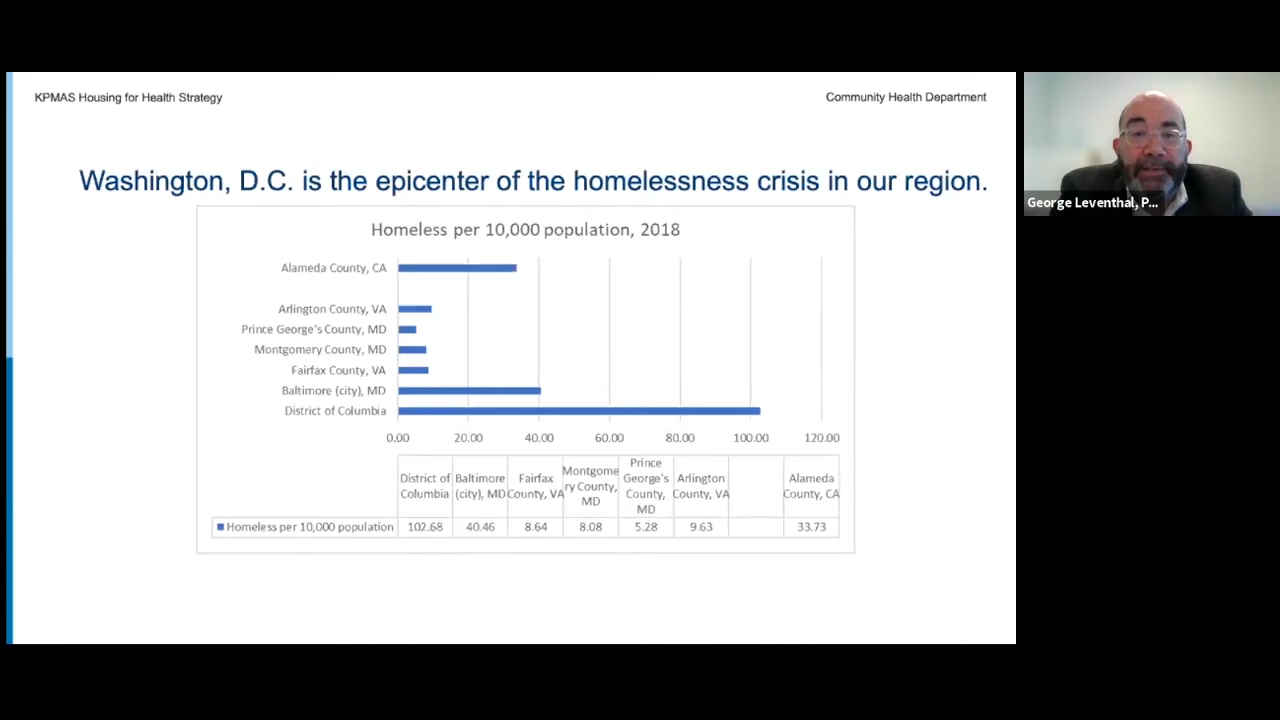 KPMAS Housing for Health Strategy
Community Health Department
George Leventhal, P...
Washington, D.C. is the epicenter of the homelessness crisis in our region.
Homeless per 10,000 population, 2018
Alameda County, CA
Arlington County, VA
Prince George's County, MD
Montgomery County, MD
Fairfax County, VA
Baltimore (city), MD
District of Columbia
0.00 20.00 40.00 60.00 80.00 100.00 120.00
District of
Columbia
Baltimore
(city), MD
Fairfax
County, VA
Montgome
ry County,
MD
Prince
George's
County,
MD
Arlington
County, VA
Alameda
County, CA
Homeless per 10,000 population 102.68 40.46 8.64 8.08 5.28 9.63 33.73